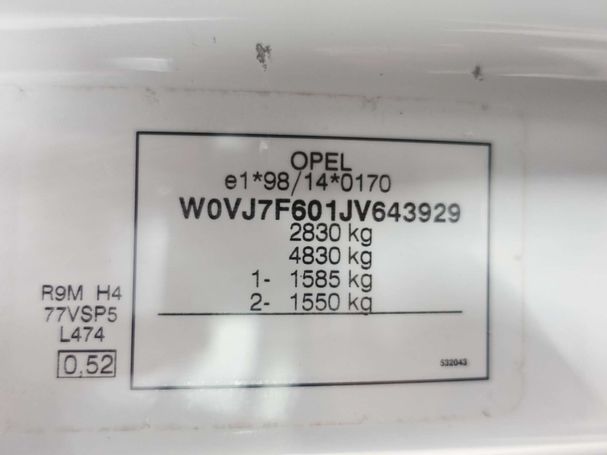 OPEL
e1*98/14*0170
W0VJ7F601JV643929
2830 kg
4830 kg
1- 1585 kg
2- 1550 kg
R9M H4
77VSP5
L474
0,52
532043